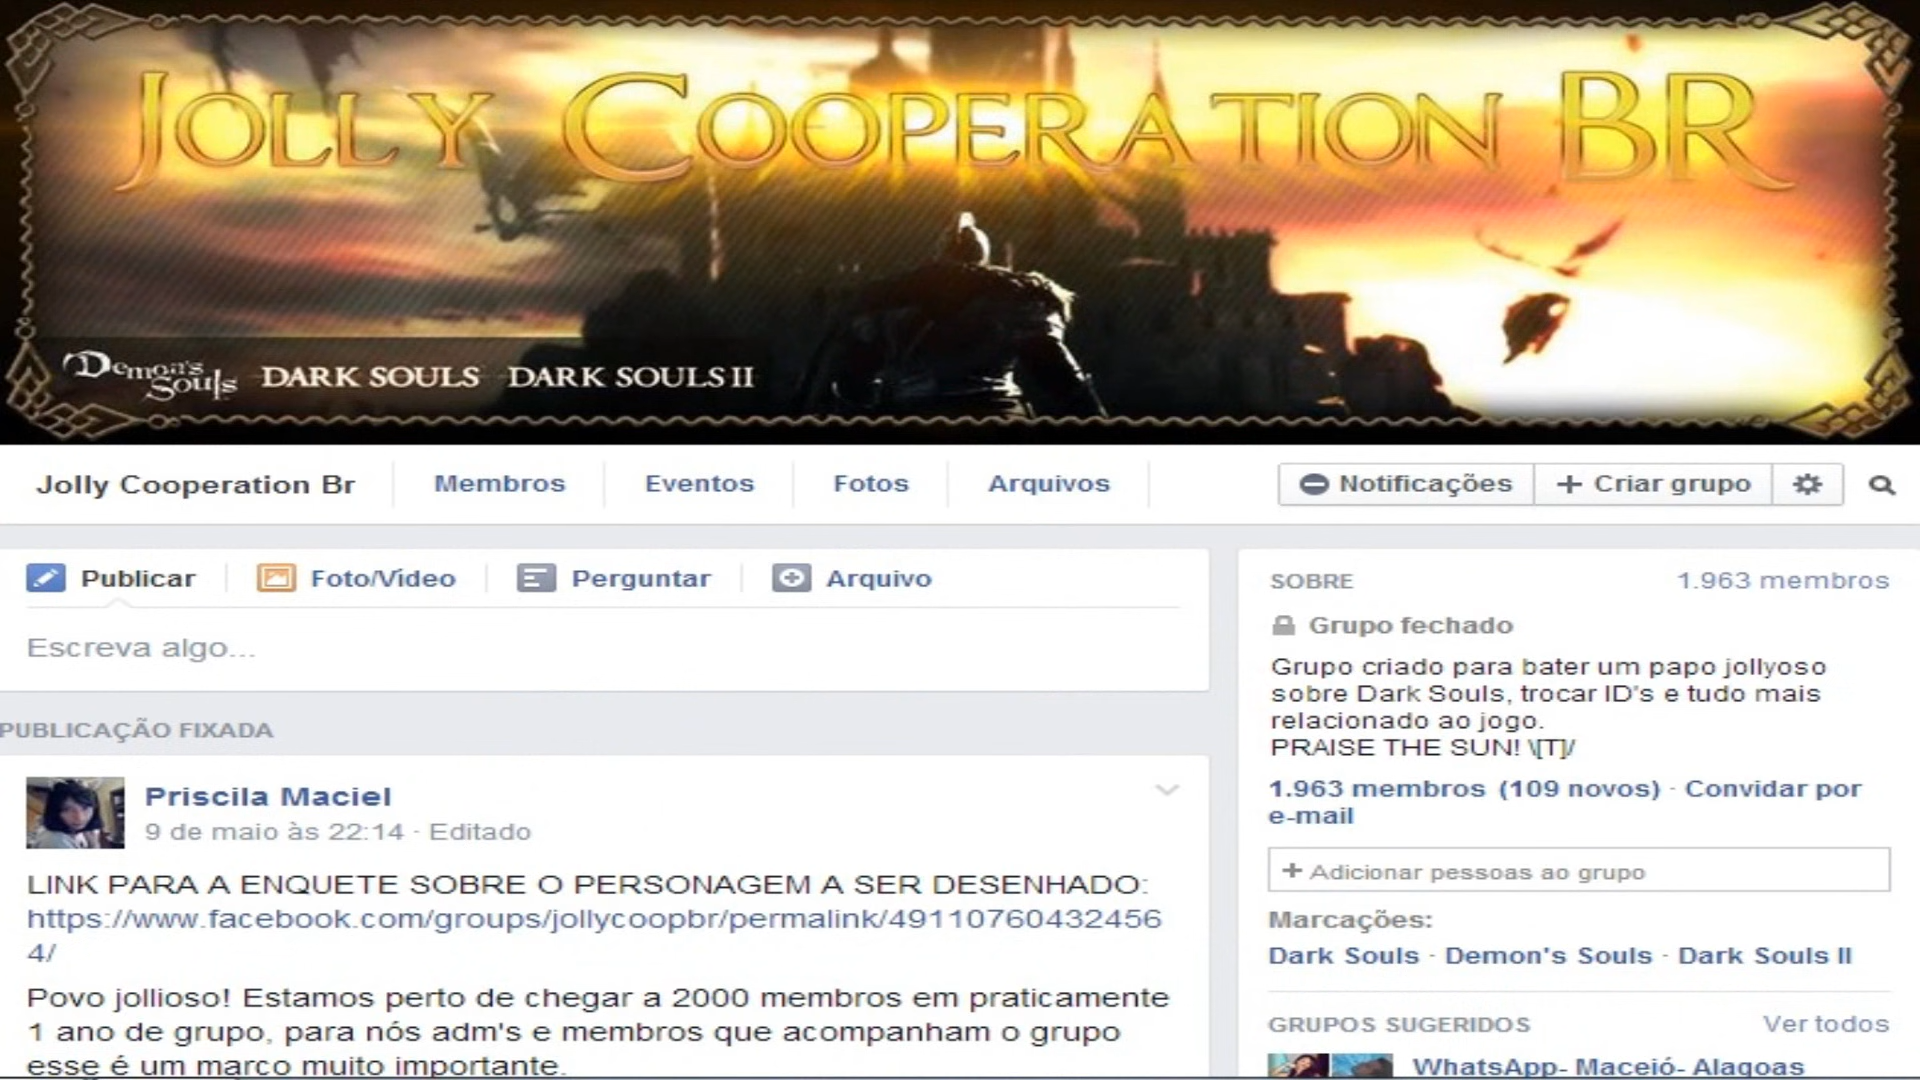 JOLLY COOPERATION BR
Demon's Souls DARK SOULS DARK SOULS II
Jolly Cooperation Br Membros Eventos Fotos Arquivos Notificações + Criar grupo
Publicar Foto/Vídeo Perguntar Arquivo
Escreva algo...
PUBLICAÇÃO FIXADA
Priscila Maciel
9 de maio às 22:14 · Editado
LINK PARA A ENQUETE SOBRE O PERSONAGEM A SER DESENHADO:
https://www.facebook.com/groups/jollycoopbr/permalink/49110760432456
4/
Povo jollioso! Estamos perto de chegar a 2000 membros em praticamente
1 ano de grupo, para nós adm's e membros que acompanham o grupo
esse é um marco muito importante.
SOBRE 1.963 membros
Grupo fechado
Grupo criado para bater um papo jollyoso
sobre Dark Souls, trocar ID's e tudo mais
relacionado ao jogo.
PRAISE THE SUN! \[T]/
1.963 membros (109 novos) · Convidar por
e-mail
+ Adicionar pessoas ao grupo
Marcações:
Dark Souls · Demon's Souls · Dark Souls II
GRUPOS SUGERIDOS Ver todos
WhatsApp- Maceió- Alagoas